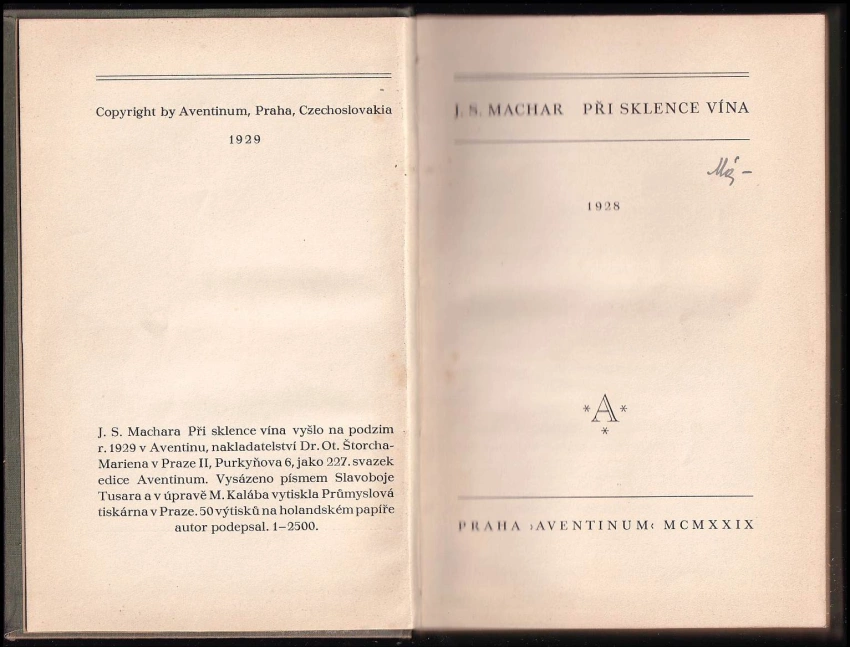 Copyright by Aventinum, Praha, Czechoslovakia
1929
J. S. Machara Při sklence vína vyšlo na podzim
r. 1929 v Aventinu, nakladatelství Dr. Ot. Štorcha-
Mariena v Praze II, Purkyňova 6, jako 227. svazek
edice Aventinum. Vysázeno písmem Slavoboje
Tusara a v úpravě M. Kalába vytiskla Průmyslová
tiskárna v Praze. 50 výtisků na holandském papíře
autor podepsal. 1–2500.
J. S. MACHAR PŘI SKLENCE VÍNA
1928
A
PRAHA ›AVENTINUM‹ MCMXXIX